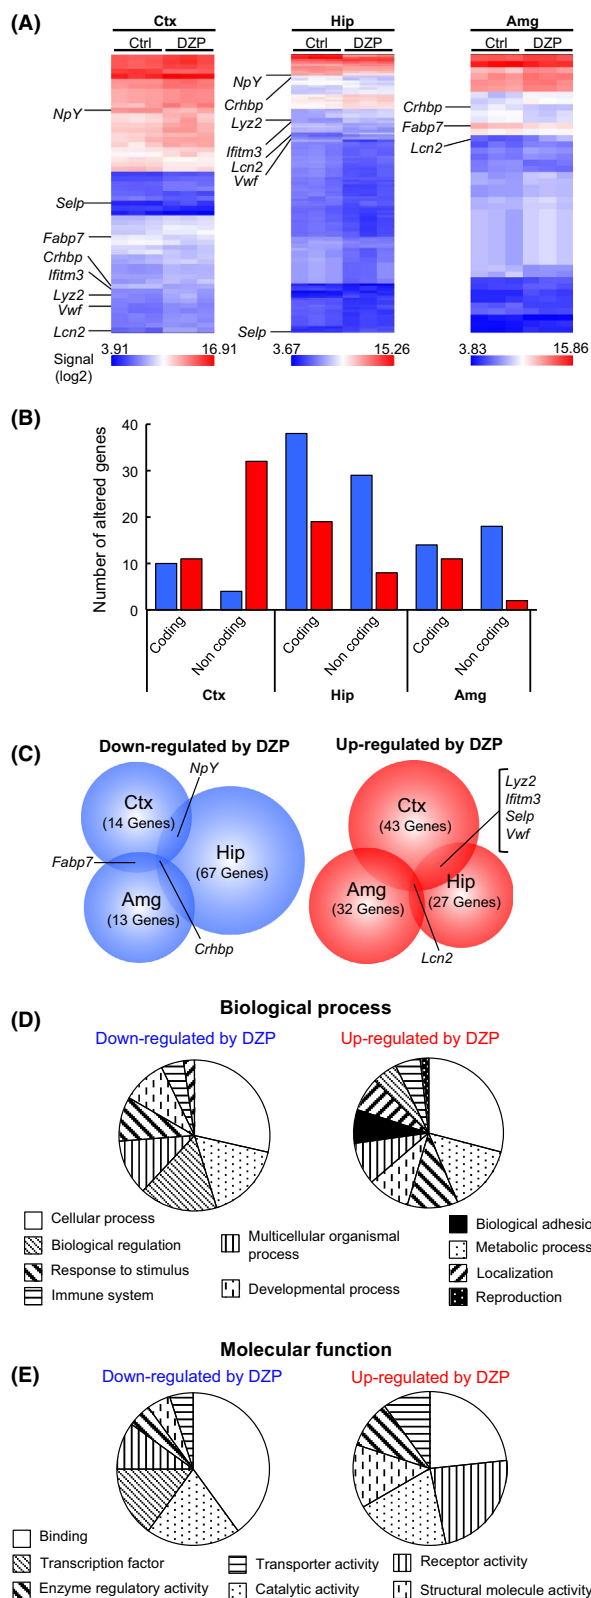 (A)
Ctx
Hip
Amg
Ctrl DZP
Ctrl DZP
Ctrl DZP
NpY
Selp
Fabp7
Crhbp
Ifitm3
Lyz2
Vwf
Lcn2
NpY
Crhbp
Lyz2
Ifitm3
Lcn2
Vwf
Selp
Crhbp
Fabp7
Lcn2
Signal
(log2)
3.91 16.91
3.67 15.26
3.83 15.86
(B)
Number of altered genes
40
30
20
10
0
Coding
Non coding
Coding
Non coding
Coding
Non coding
Ctx
Hip
Amg
(C)
Down-regulated by DZP
Up-regulated by DZP
NpY
Ctx
(14 Genes)
Hip
(67 Genes)
Fabp7
Amg
(13 Genes)
Crhbp
Lyz2
Ifitm3
Selp
Vwf
Ctx
(43 Genes)
Amg
(32 Genes)
Hip
(27 Genes)
Lcn2
(D)
Biological process
Down-regulated by DZP
Up-regulated by DZP
Cellular process
Biological regulation
Response to stimulus
Immune system
Multicellular organismal
process
Developmental process
Biological adhesio
Metabolic process
Localization
Reproduction
(E)
Molecular function
Down-regulated by DZP
Up-regulated by DZP
Binding
Transcription factor
Enzyme regulatory activity
Transporter activity
Catalytic activity
Receptor activity
Structural molecule activity